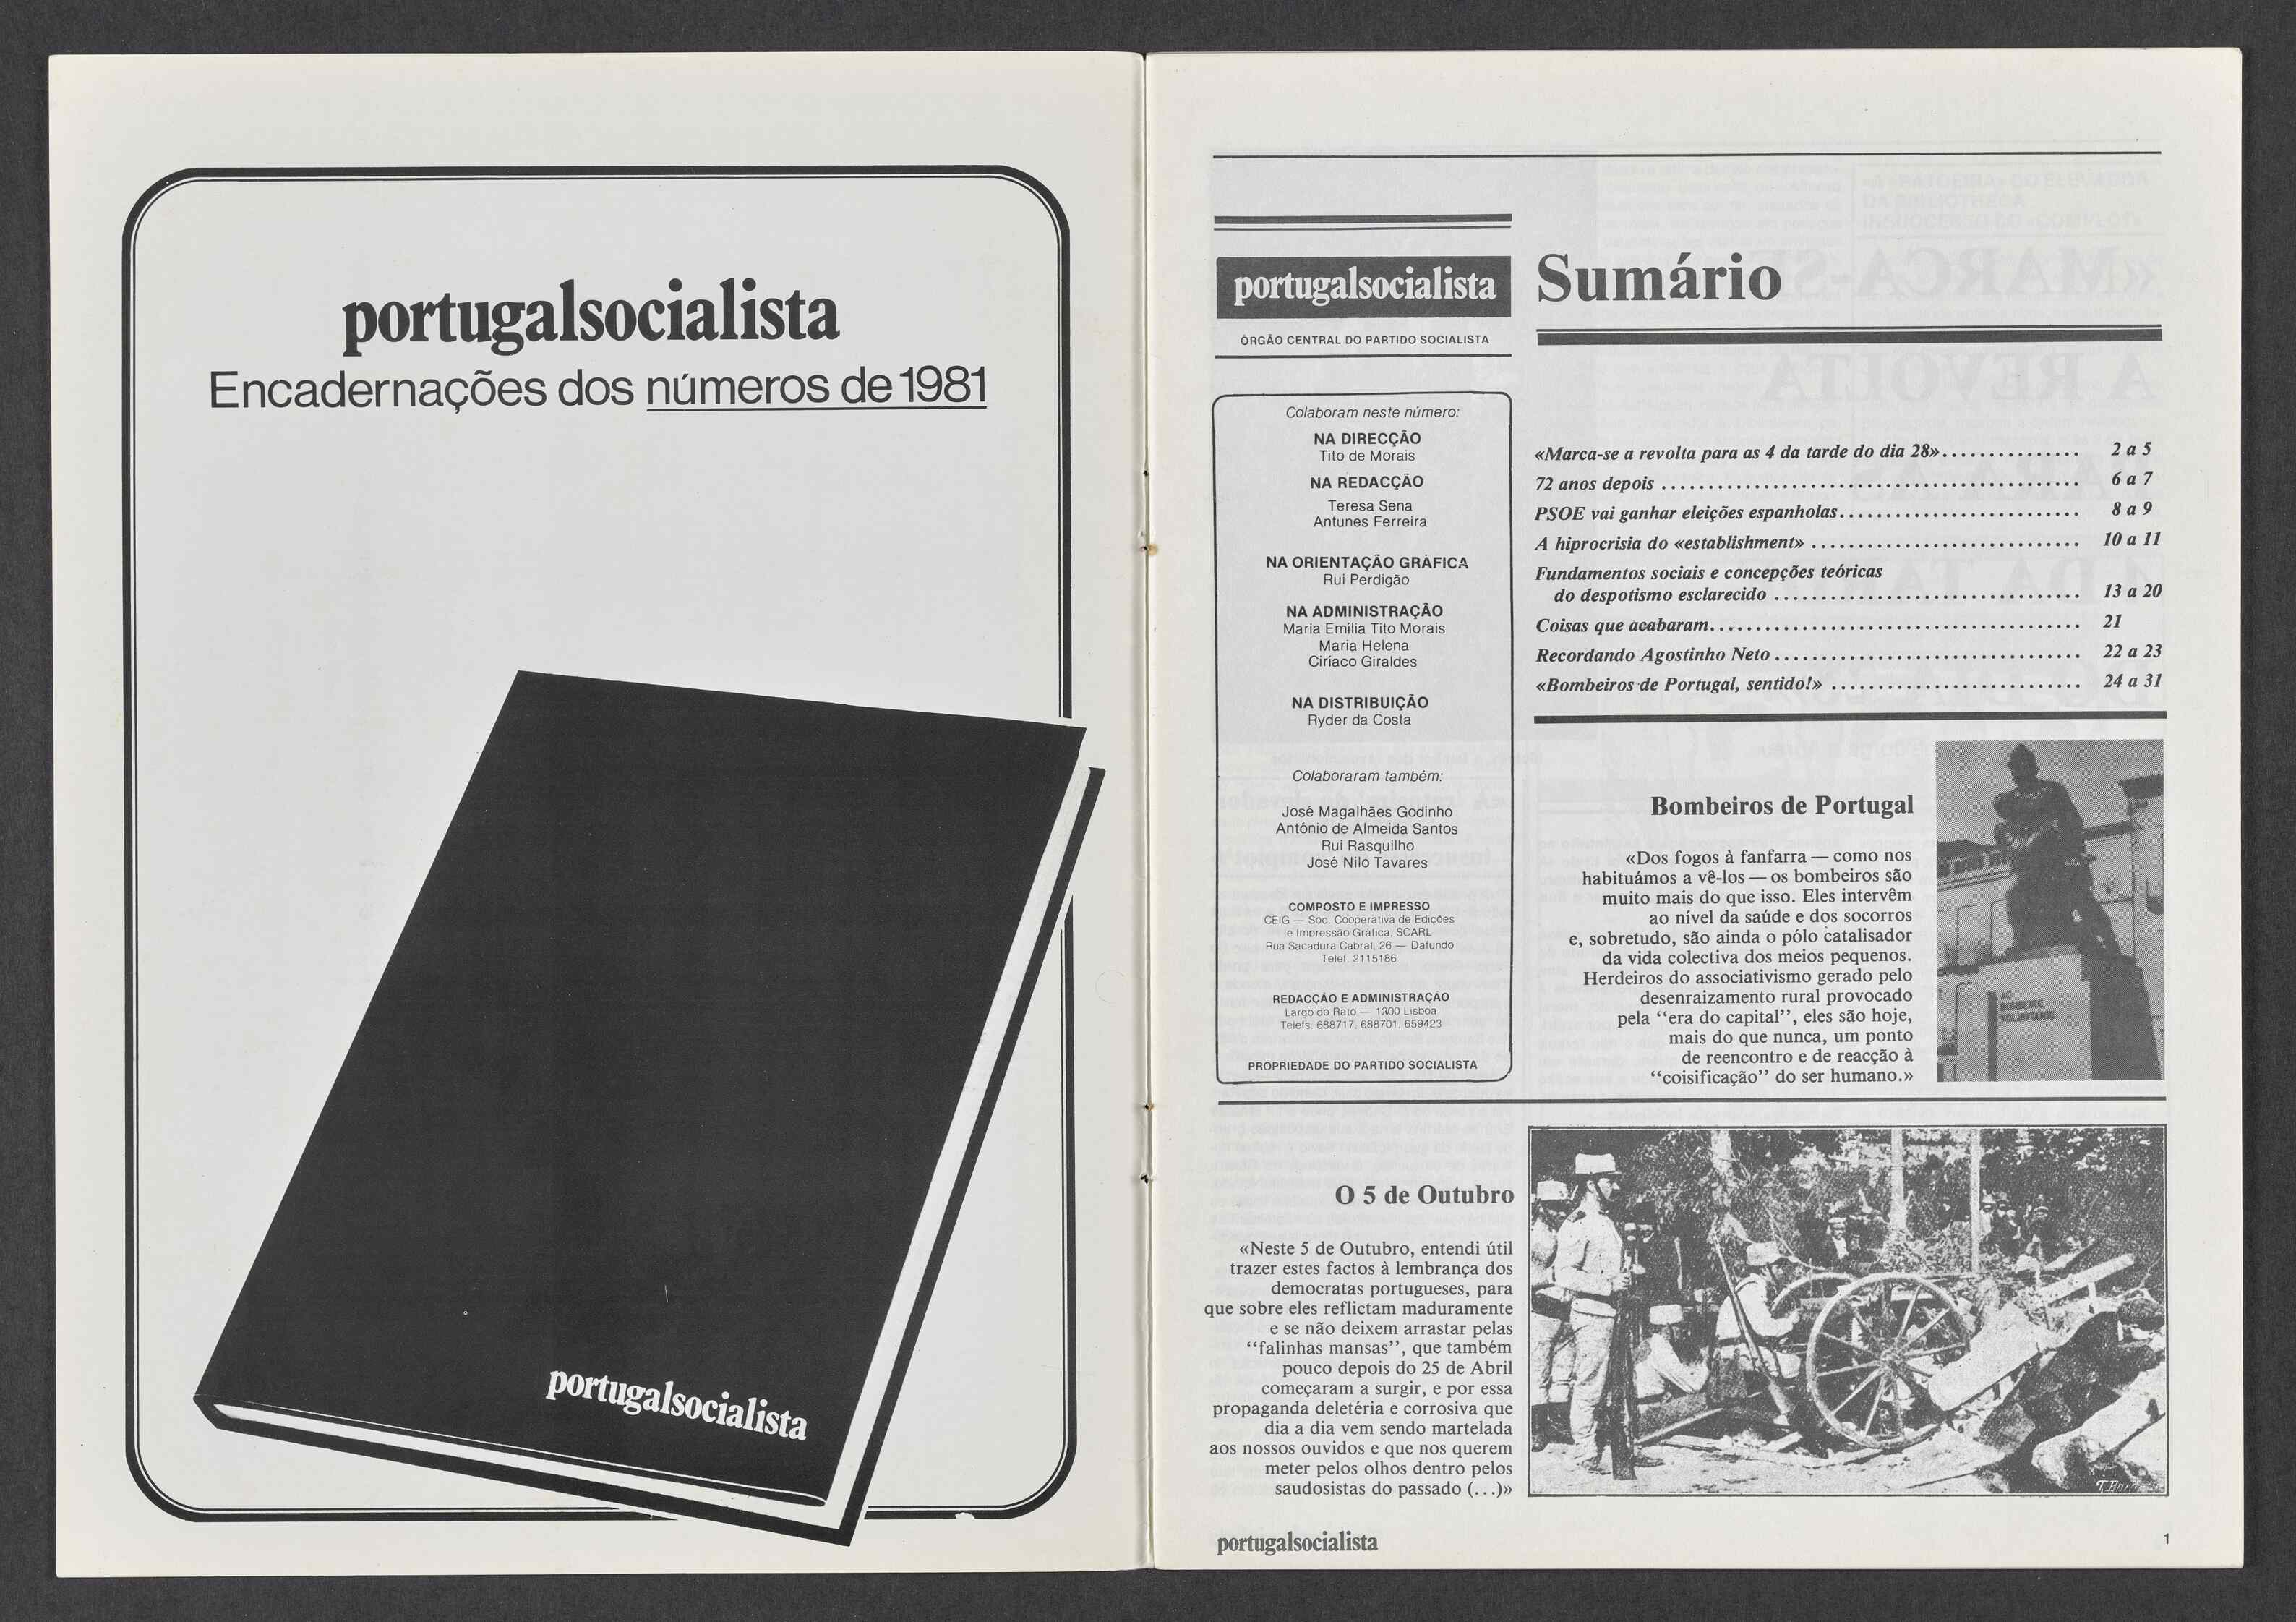 portugalsocialista
Encadernações dos números de 1981
portugalsocialista
portugalsocialista
ÓRGÃO CENTRAL DO PARTIDO SOCIALISTA
Colaboram neste número:
NA DIRECÇÃO
Tito de Morais
NA REDACÇÃO
Teresa Sena
Antunes Ferreira
NA ORIENTAÇÃO GRÁFICA
Rui Perdigão
NA ADMINISTRAÇÃO
Maria Emília Tito Morais
Maria Helena
Ciríaco Giraldes
NA DISTRIBUIÇÃO
Ryder da Costa
Colaboraram também:
José Magalhães Godinho
António de Almeida Santos
Rui Rasquilho
José Nilo Tavares
COMPOSTO E IMPRESSO
CEIG — Soc. Cooperativa de Edições
e Impressão Gráfica, SCARL
Rua Sacadura Cabral, 26 — Dafundo
Telef. 2115186
REDACÇÃO E ADMINISTRAÇÃO
Largo do Rato — 1200 Lisboa
Telefs. 688717, 688701, 659423
PROPRIEDADE DO PARTIDO SOCIALISTA
Sumário
«Marca-se a revolta para as 4 da tarde do dia 28»............... 2 a 5
72 anos depois ............................................. 6 a 7
PSOE vai ganhar eleições espanholas.......................... 8 a 9
A hiprocrisia do «establishment» ............................. 10 a 11
Fundamentos sociais e concepções teóricas
do despotismo esclarecido ................................. 13 a 20
Coisas que acabaram........................................ 21
Recordando Agostinho Neto ................................. 22 a 23
«Bombeiros de Portugal, sentido!» ........................... 24 a 31
Bombeiros de Portugal
«Dos fogos à fanfarra — como nos
habituámos a vê-los — os bombeiros são
muito mais do que isso. Eles intervêm
ao nível da saúde e dos socorros
e, sobretudo, são ainda o pólo catalisador
da vida colectiva dos meios pequenos.
Herdeiros do associativismo gerado pelo
desenraizamento rural provocado
pela “era do capital”, eles são hoje,
mais do que nunca, um ponto
de reencontro e de reacção à
“coisificação” do ser humano.»
AO
BOMBEIRO
VOLUNTARIO
O 5 de Outubro
«Neste 5 de Outubro, entendi útil
trazer estes factos à lembrança dos
democratas portugueses, para
que sobre eles reflictam maduramente
e se não deixem arrastar pelas
“falinhas mansas”, que também
pouco depois do 25 de Abril
começaram a surgir, e por essa
propaganda deletéria e corrosiva que
dia a dia vem sendo martelada
aos nossos ouvidos e que nos querem
meter pelos olhos dentro pelos
saudosistas do passado (...)»
portugalsocialista
1